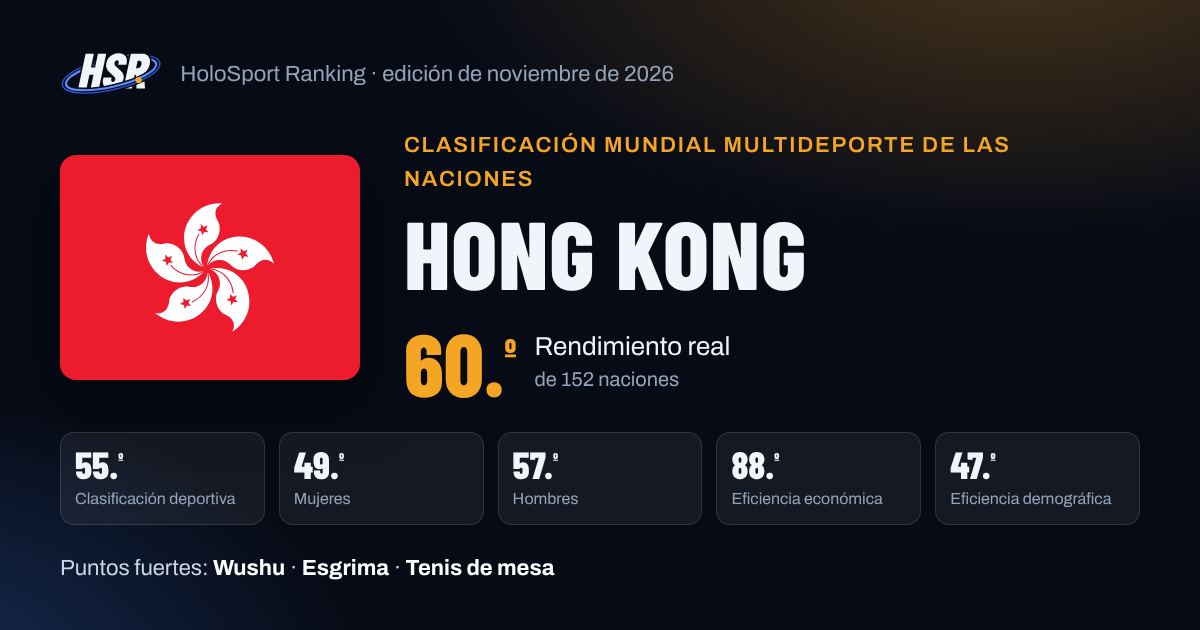 HSR
HoloSport Ranking · edición de noviembre de 2026
CLASIFICACIÓN MUNDIAL MULTIDEPORTE DE LAS
NACIONES
HONG KONG
60.º Rendimiento real
de 152 naciones
55.º
Clasificación deportiva
49.º
Mujeres
57.º
Hombres
88.º
Eficiencia económica
47.º
Eficiencia demográfica
Puntos fuertes: Wushu · Esgrima · Tenis de mesa